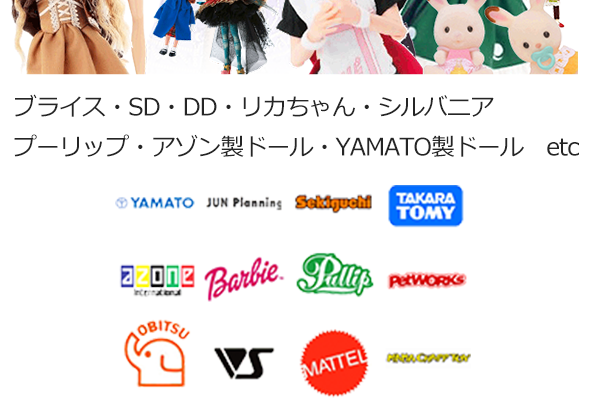 ブライス・SD・DD・リカちゃん・シルバニア
プーリップ・アゾン製ドール・YAMATO製ドール　etc
YAMATO JUN Planning Sekiguchi TAKARA TOMY
azone international Barbie Pullip PetWORKs
OBITSU VS MATTEL